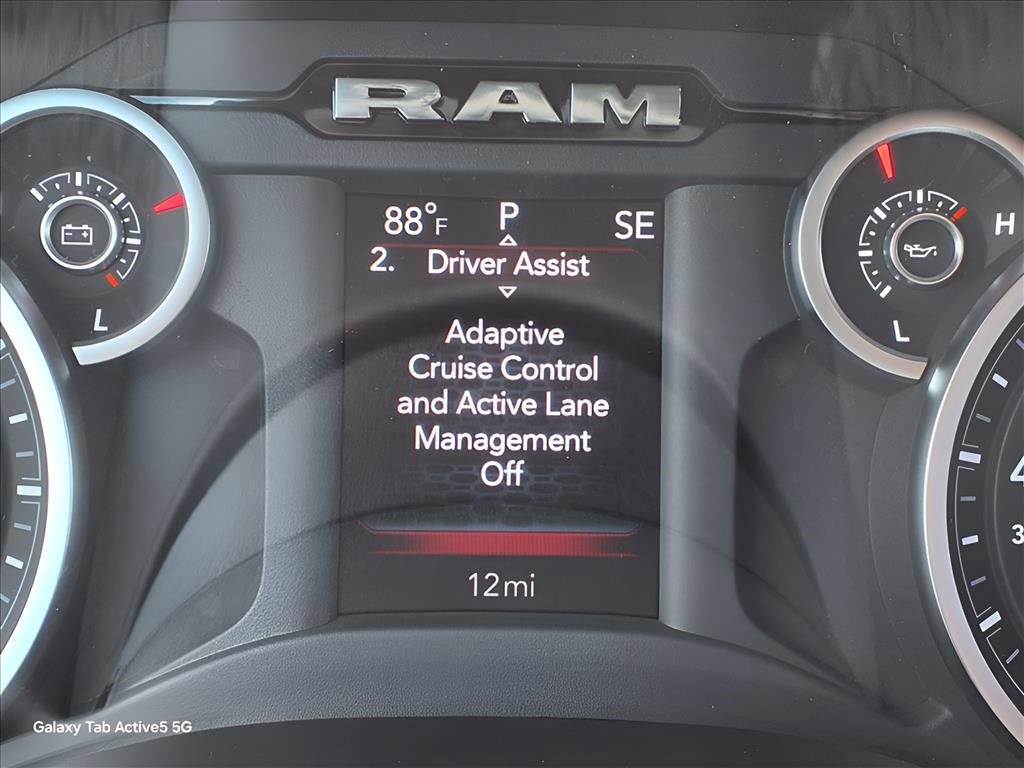 RAM
88°F P SE
2. Driver Assist
H
L
L
Adaptive
Cruise Control
and Active Lane
Management
Off
3
12mi
Galaxy Tab Active5 5G